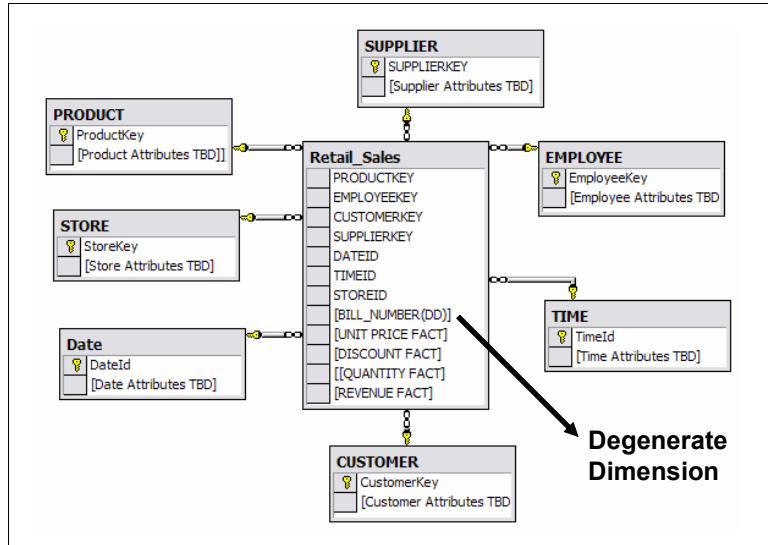 SUPPLIER
SUPPLIERKEY
[Supplier Attributes TBD]
PRODUCT
ProductKey
[Product Attributes TBD]]
Retail_Sales
PRODUCTKEY
EMPLOYEEKEY
CUSTOMERKEY
SUPPLIERKEY
DATEID
TIMEID
STOREID
[BILL_NUMBER(DD)]
[UNIT PRICE FACT]
[DISCOUNT FACT]
[[QUANTITY FACT]
[REVENUE FACT]
EMPLOYEE
EmployeeKey
[Employee Attributes TBD
STORE
StoreKey
[Store Attributes TBD]
TIME
TimeId
[Time Attributes TBD]
Date
DateId
[Date Attributes TBD]
Degenerate
Dimension
CUSTOMER
CustomerKey
[Customer Attributes TBD